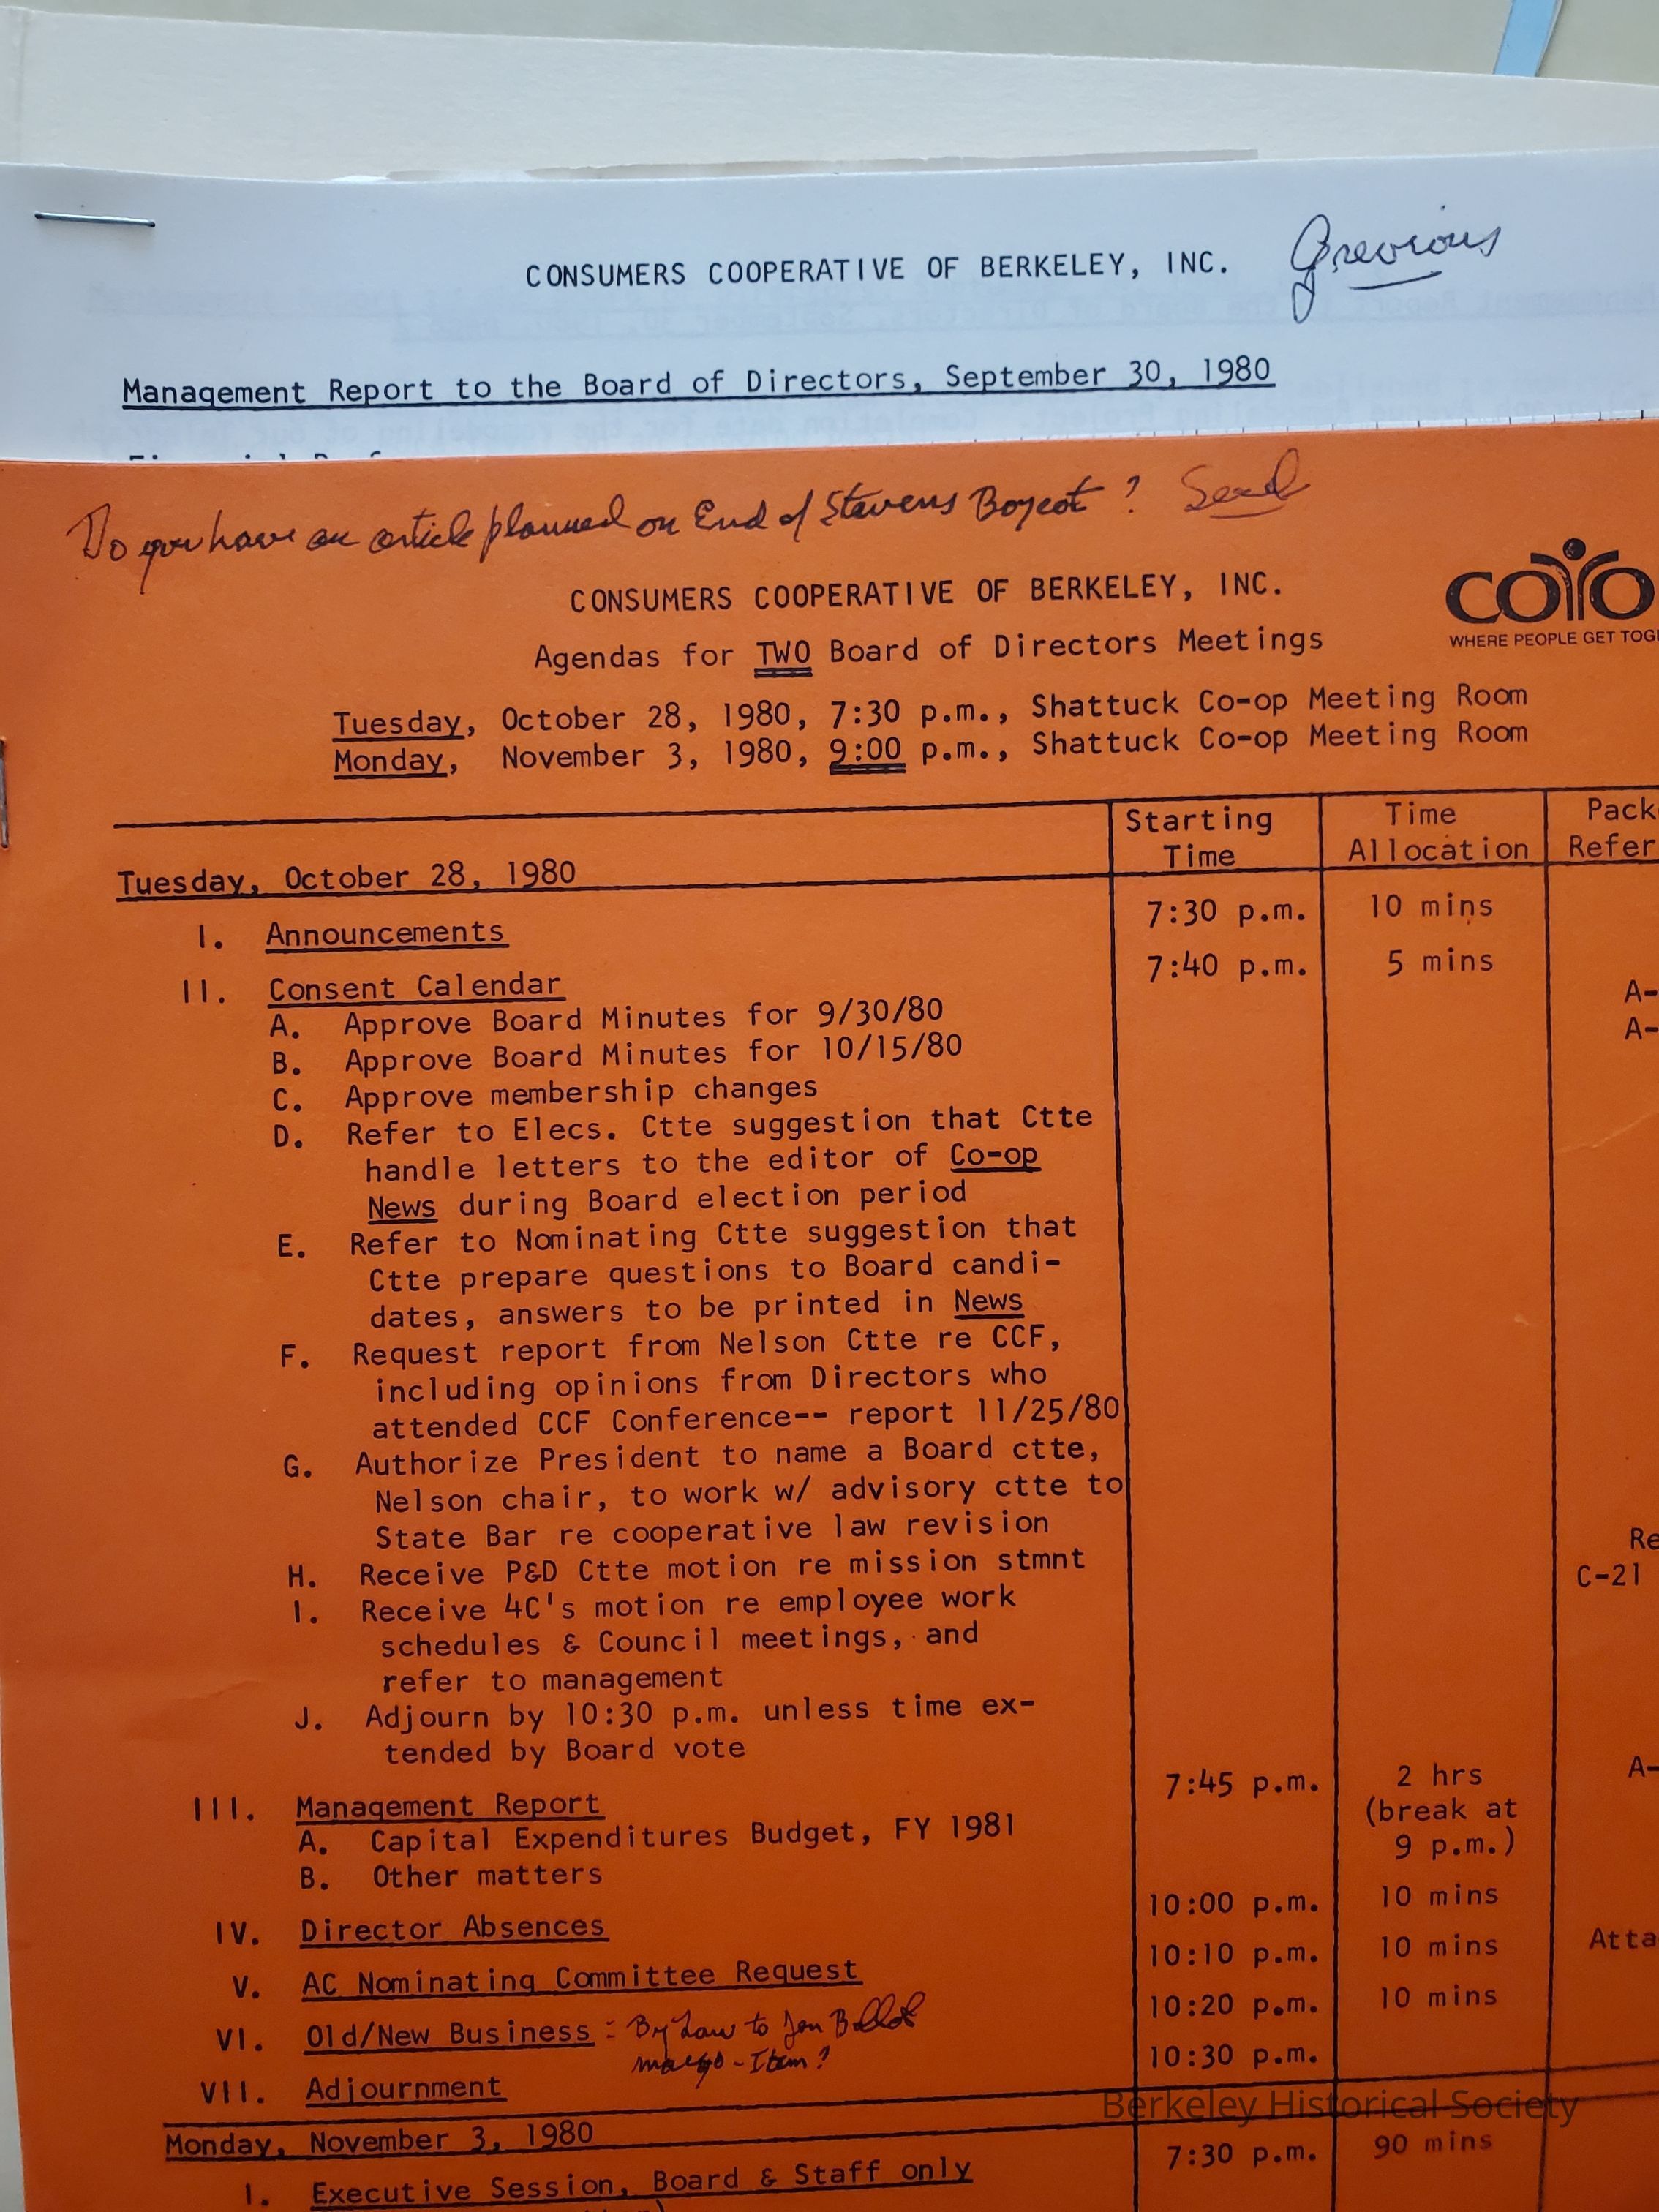 CONSUMERS COOPERATIVE OF BERKELEY, INC. Previous
Management Report to the Board of Directors, September 30, 1980
Do you have an article planned on End of Stevens Boycot?
CONSUMERS COOPERATIVE OF BERKELEY, INC.
WHERE PEOPLE GET TOG
Agendas for TWO Board of Directors Meetings
Tuesday, October 28, 1980, 7:30 p.m., Shattuck Co-op Meeting Room
Monday, November 3, 1980, 9:00 p.m., Shattuck Co-op Meeting Room
Starting Time Pack
Time Allocation Refer
Tuesday, October 28, 1980
I. Announcements 7:30 p.m. 10 mins
II. Consent Calendar 7:40 p.m. 5 mins
A. Approve Board Minutes for 9/30/80 A-
B. Approve Board Minutes for 10/15/80 A-
C. Approve membership changes
D. Refer to Elecs. Ctte suggestion that Ctte
handle letters to the editor of Co-op
News during Board election period
E. Refer to Nominating Ctte suggestion that
Ctte prepare questions to Board candi-
dates, answers to be printed in News
F. Request report from Nelson Ctte re CCF,
including opinions from Directors who
attended CCF Conference-- report 11/25/80
G. Authorize President to name a Board ctte,
Nelson chair, to work w/ advisory ctte to
State Bar re cooperative law revision
H. Receive P&D Ctte motion re mission stmnt Re
I. Receive 4C's motion re employee work C-21
schedules & Council meetings, and
refer to management
J. Adjourn by 10:30 p.m. unless time ex-
tended by Board vote
III. Management Report 7:45 p.m. 2 hrs A-
A. Capital Expenditures Budget, FY 1981 (break at
B. Other matters 9 p.m.)
IV. Director Absences 10:00 p.m. 10 mins
V. AC Nominating Committee Request 10:10 p.m. 10 mins Atta
VI. Old/New Business : By Law to Jan Ballot 10:20 p.m. 10 mins
Item?
VII. Adjournment 10:30 p.m.
Berkeley Historical Society
Monday, November 3, 1980
I. Executive Session, Board & Staff only 7:30 p.m. 90 mins